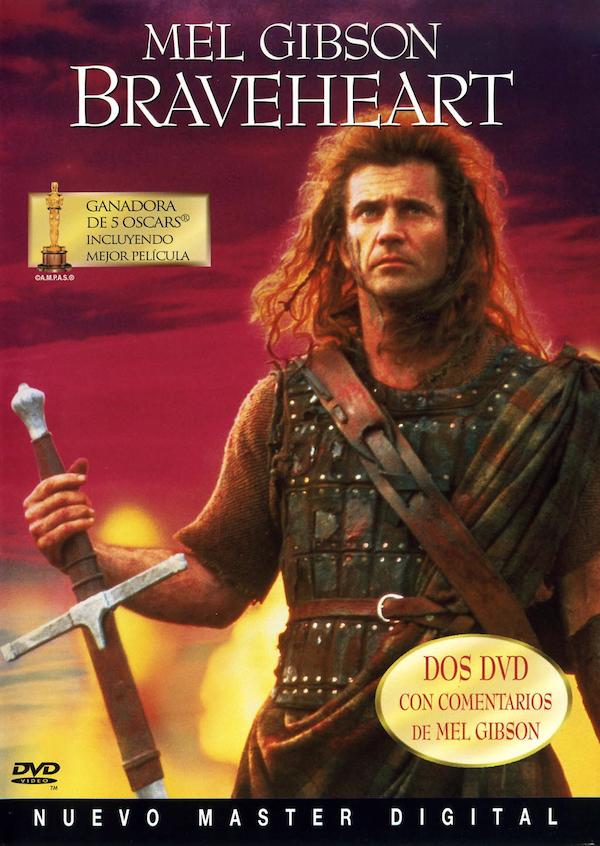 MEL GIBSON
BRAVEHEART
GANADORA
DE 5 OSCARS®
INCLUYENDO
MEJOR PELÍCULA
©A.M.P.A.S.®
DOS DVD
CON COMENTARIOS
DE MEL GIBSON
DVD
VIDEO
TM
NUEVO MASTER DIGITAL